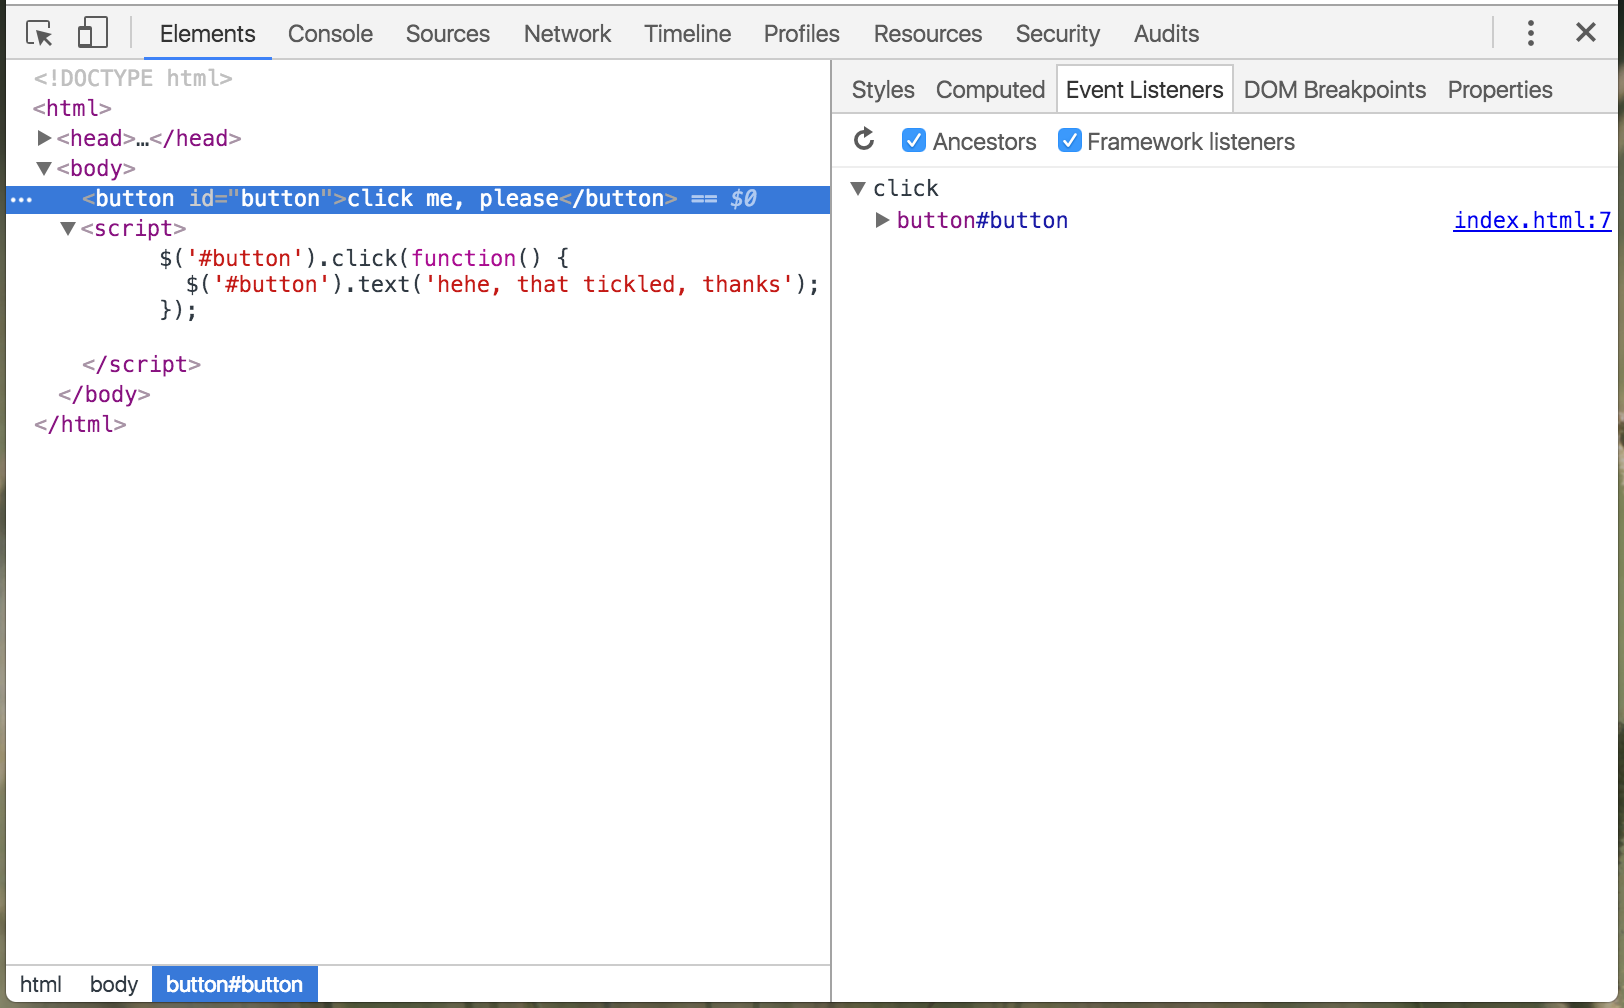 Elements Console Sources Network Timeline Profiles Resources Security Audits
<!DOCTYPE html>
<html>
<head>…</head>
<body>
<button id="button">click me, please</button> == $0
<script>
$('#button').click(function() {
$('#button').text('hehe, that tickled, thanks');
});
</script>
</body>
</html>
html body button#button
Styles Computed Event Listeners DOM Breakpoints Properties
Ancestors Framework listeners
click
button#button index.html:7